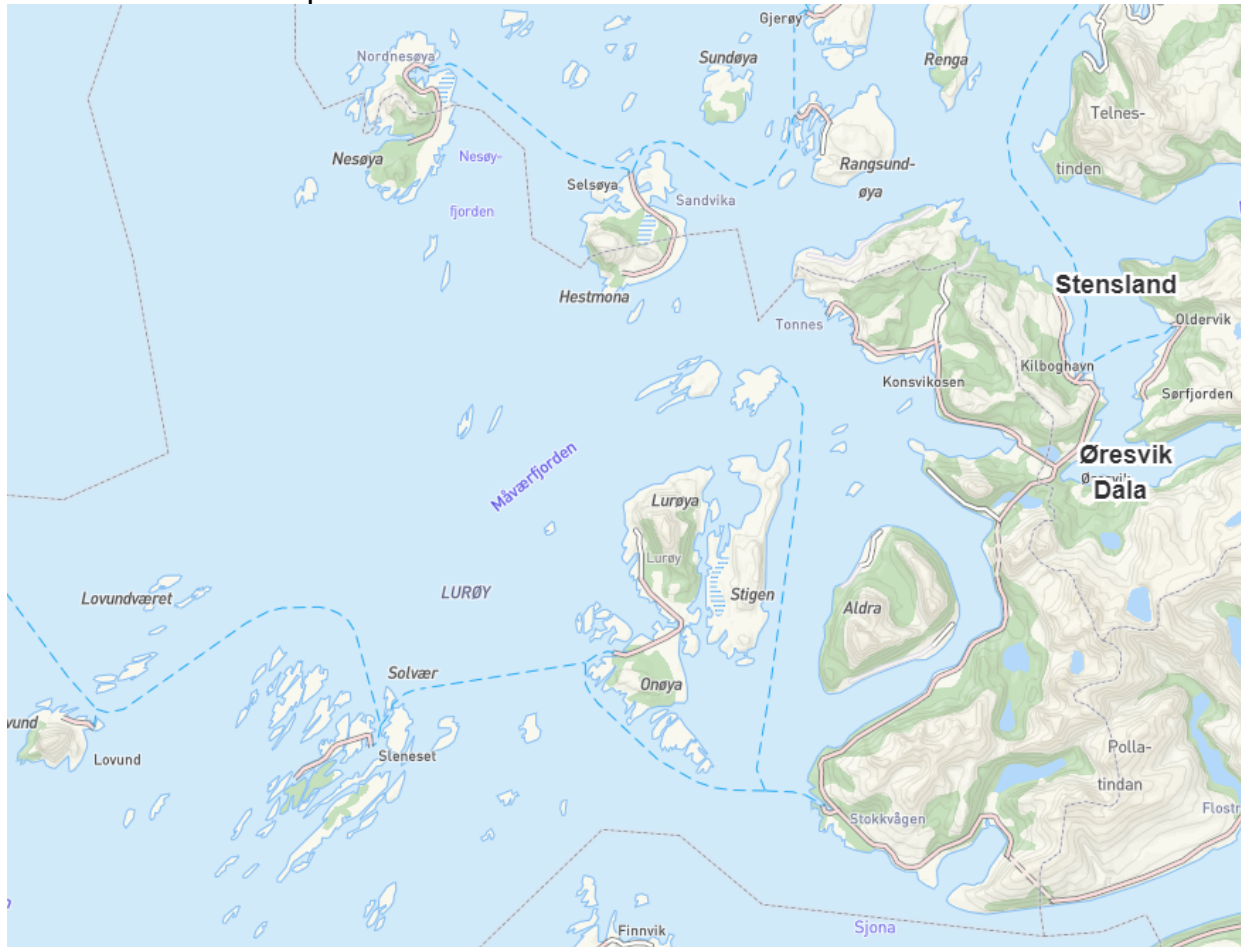 Gjerøy
Nordnesøya
Sundøya
Renga
Telnes-
tinden
Nesøya
Nesøy-
fjorden
Selsøya
Sandvika
Rangsund-
øya
Hestmona
Stensland
Oldervik
Tonnes
Kilboghavn
Konsvikosen
Sørfjorden
Øresvik
Dala
Måværfjorden
Lurøya
Lurøy
LURØY
Stigen
Aldra
Lovundværet
Solvær
Onøya
vund
Lovund
Sleneset
Polla-
tindan
Stokkvågen
Flostr
Finnvik
Sjona